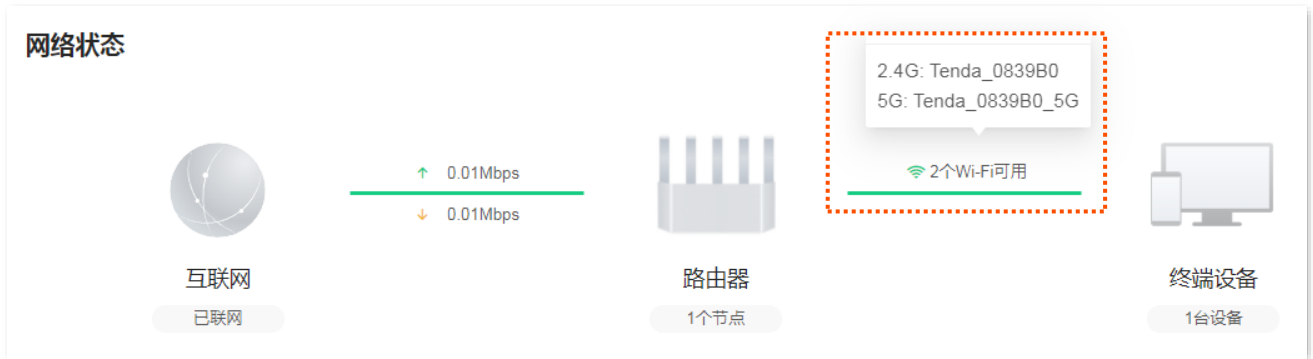 网络状态
2.4G: Tenda_0839B0
5G: Tenda_0839B0_5G
↑ 0.01Mbps
2个Wi-Fi可用
↓ 0.01Mbps
互联网
路由器
终端设备
已联网
1个节点
1台设备